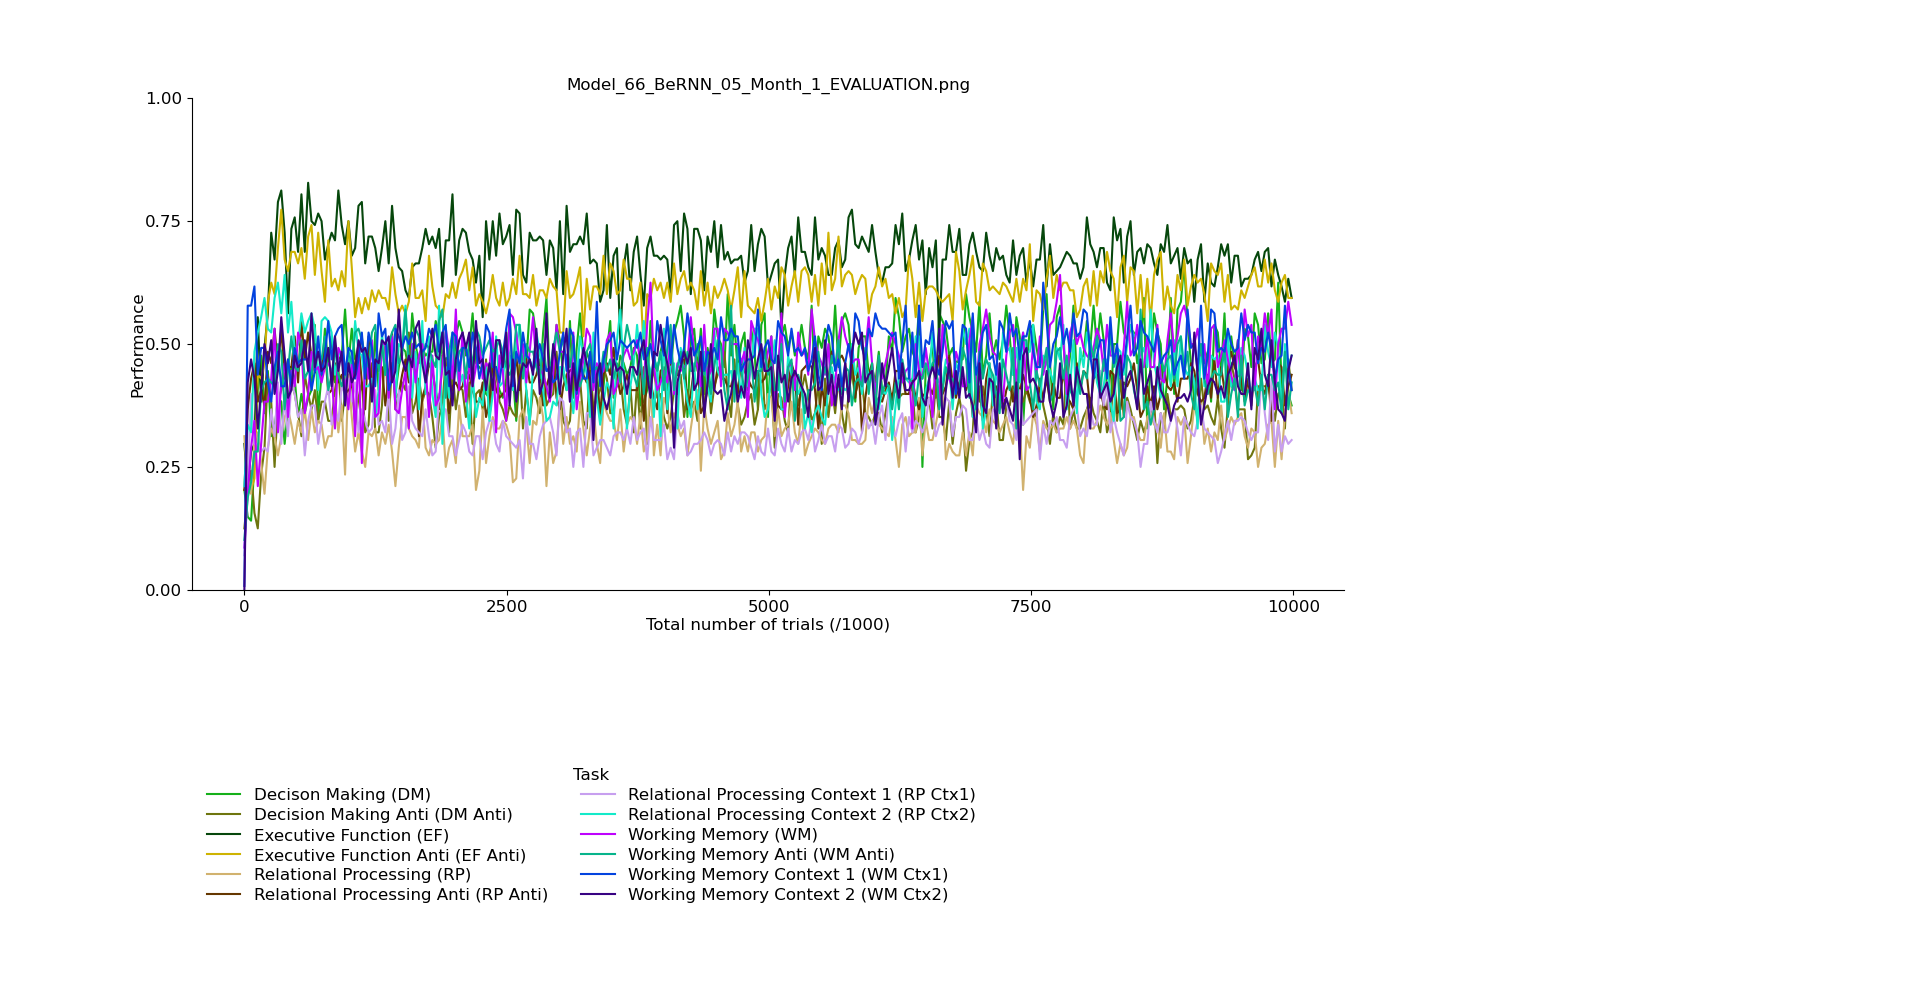 Model_66_BeRNN_05_Month_1_EVALUATION.png
1.00
0.75
0.50
0.25
0.00
Performance
0 2500 5000 7500 10000
Total number of trials (/1000)
Task
Decison Making (DM)
Decision Making Anti (DM Anti)
Executive Function (EF)
Executive Function Anti (EF Anti)
Relational Processing (RP)
Relational Processing Anti (RP Anti)
Relational Processing Context 1 (RP Ctx1)
Relational Processing Context 2 (RP Ctx2)
Working Memory (WM)
Working Memory Anti (WM Anti)
Working Memory Context 1 (WM Ctx1)
Working Memory Context 2 (WM Ctx2)